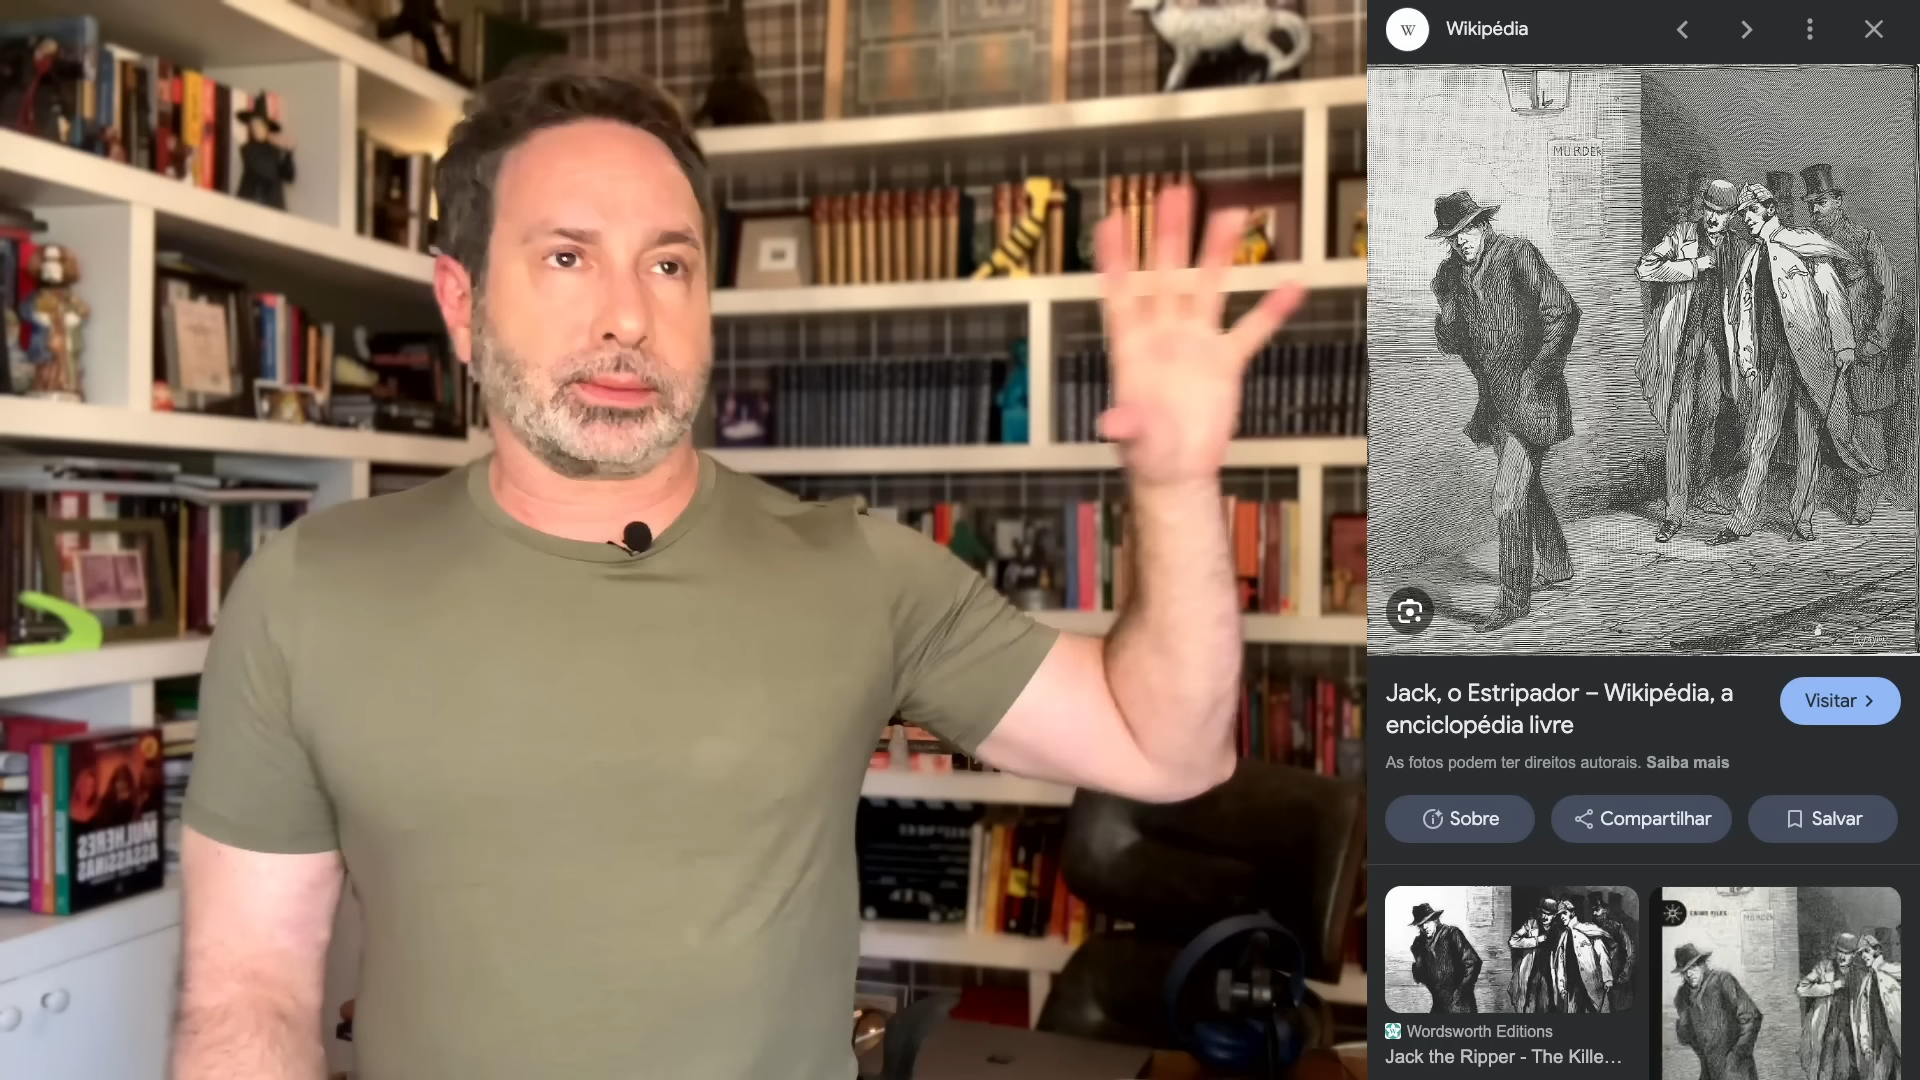 W Wikipédia
MURDER
Jack, o Estripador – Wikipédia, a
enciclopédia livre
Visitar
As fotos podem ter direitos autorais. Saiba mais
Sobre
Compartilhar
Salvar
MURDER
Wordsworth Editions
Jack the Ripper - The Kille...
MULHERES
ASSASSINAS